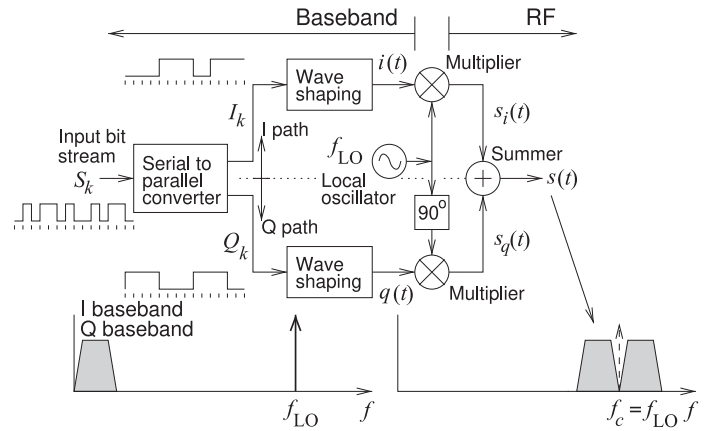 Baseband
RF
i(t)
Multiplier
Wave
shaping
I_k
s_i(t)
Input bit
stream
S_k
I path
f_LO
Summer
Serial to
parallel
converter
Local
oscillator
s(t)
Q path
90°
Q_k
s_q(t)
Wave
shaping
q(t)
Multiplier
I baseband
Q baseband
f_LO
f
f_c = f_LO
f